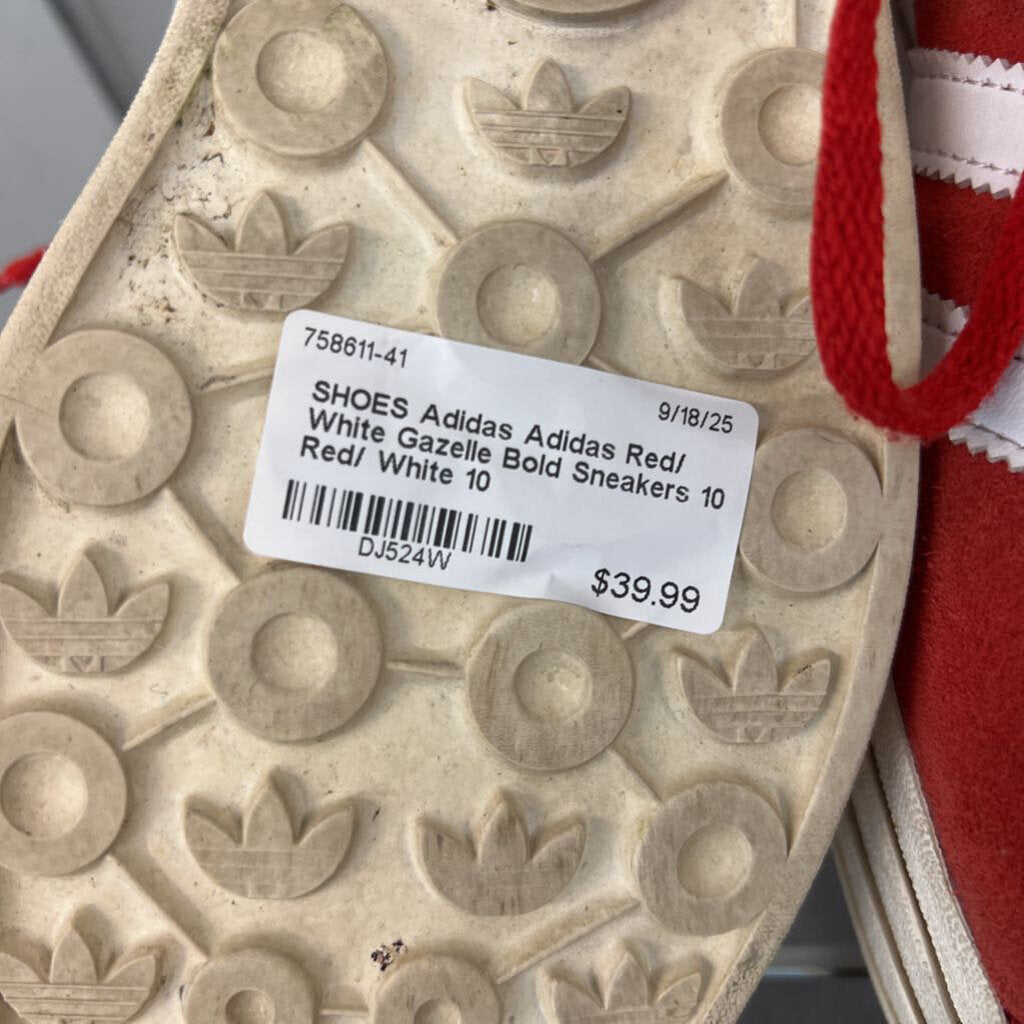 758611-41
9/18/25
SHOES Adidas Adidas Red/
White Gazelle Bold Sneakers 10
Red/ White 10
DJ524W
$39.99